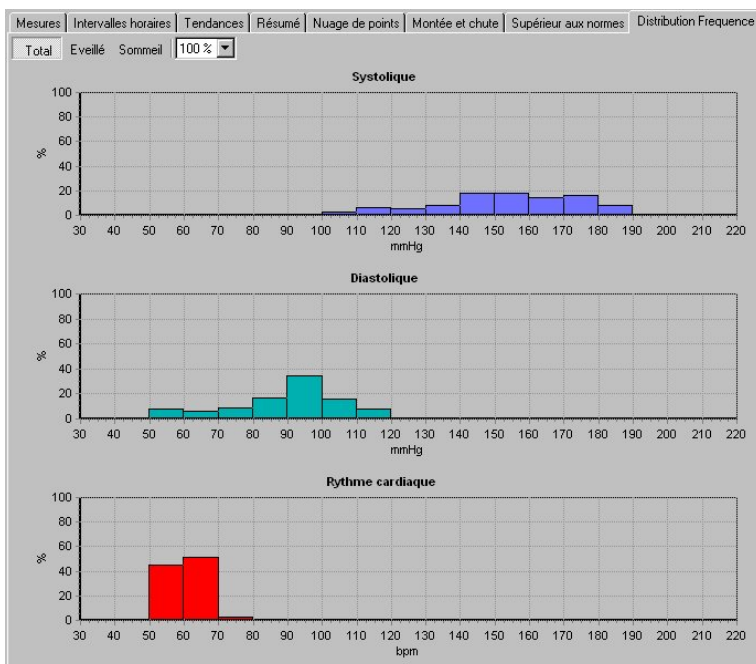 Mesures Intervalles horaires Tendances Résumé Nuage de points Montée et chute Supérieur aux normes Distribution Frequence
Total Eveillé Sommeil 100 %
Systolique
100
80
60
40
20
0
%
30 40 50 60 70 80 90 100 110 120 130 140 150 160 170 180 190 200 210 220
mmHg
Diastolique
100
80
60
40
20
0
%
30 40 50 60 70 80 90 100 110 120 130 140 150 160 170 180 190 200 210 220
mmHg
Rythme cardiaque
100
80
60
40
20
0
%
30 40 50 60 70 80 90 100 110 120 130 140 150 160 170 180 190 200 210 220
bpm